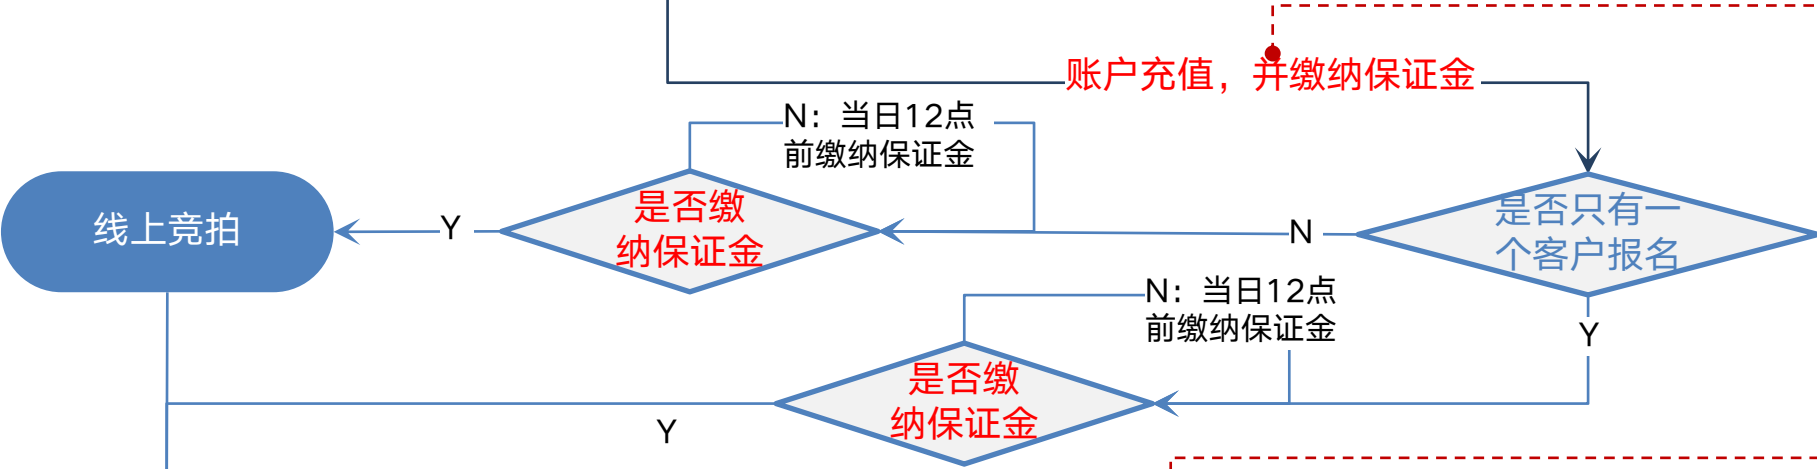 账户充值，并缴纳保证金
N：当日12点
前缴纳保证金
线上竞拍
Y
是否缴
纳保证金
N
是否只有一
个客户报名
N：当日12点
前缴纳保证金
Y
是否缴
纳保证金
Y